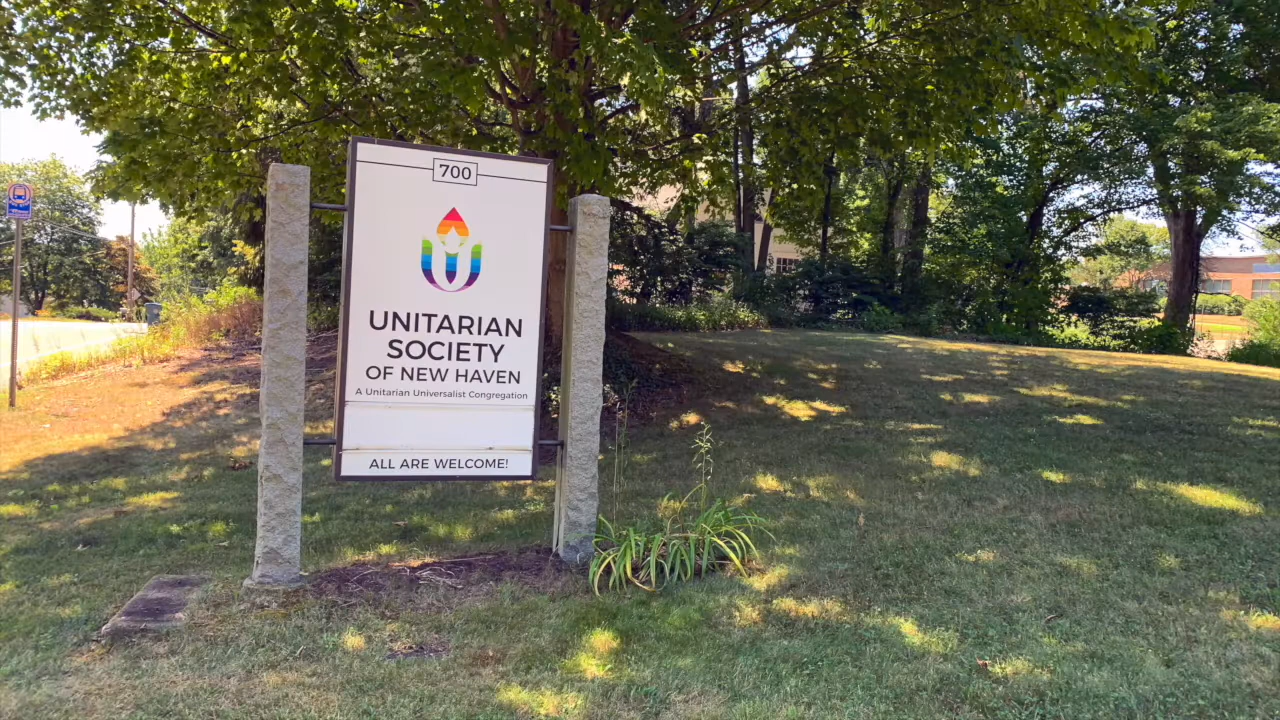 700
UNITARIAN
SOCIETY
OF NEW HAVEN
A Unitarian Universalist Congregation
ALL ARE WELCOME!